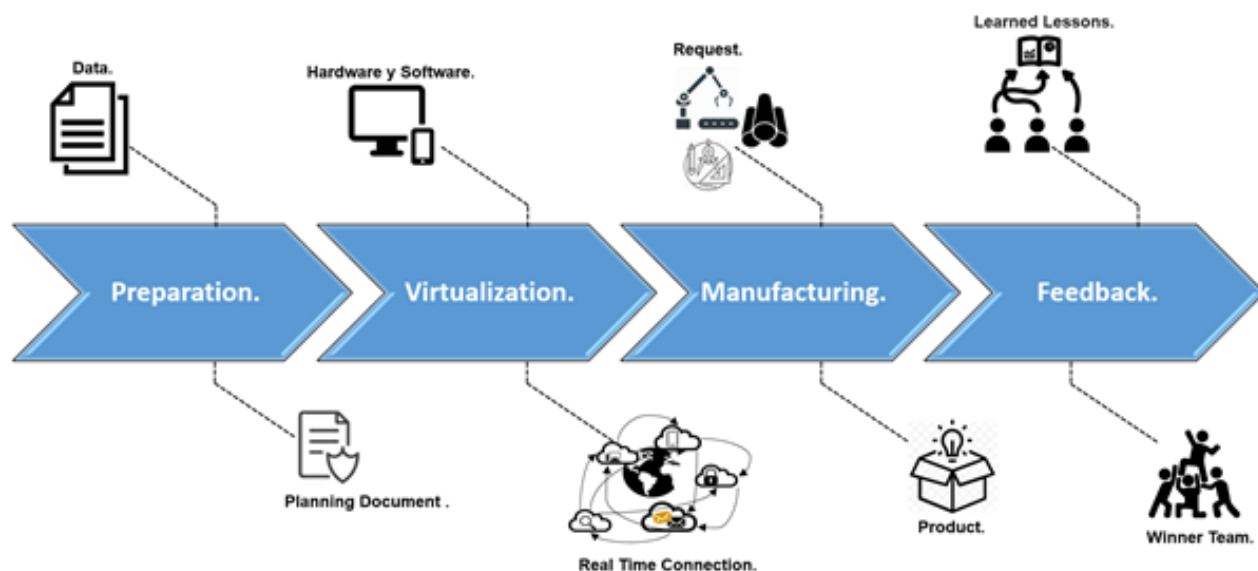 Learned Lessons.
Request.
Data.
Hardware y Software.
Preparation.
Virtualization.
Manufacturing.
Feedback.
Planning Document .
Product.
Winner Team.
Real Time Connection.